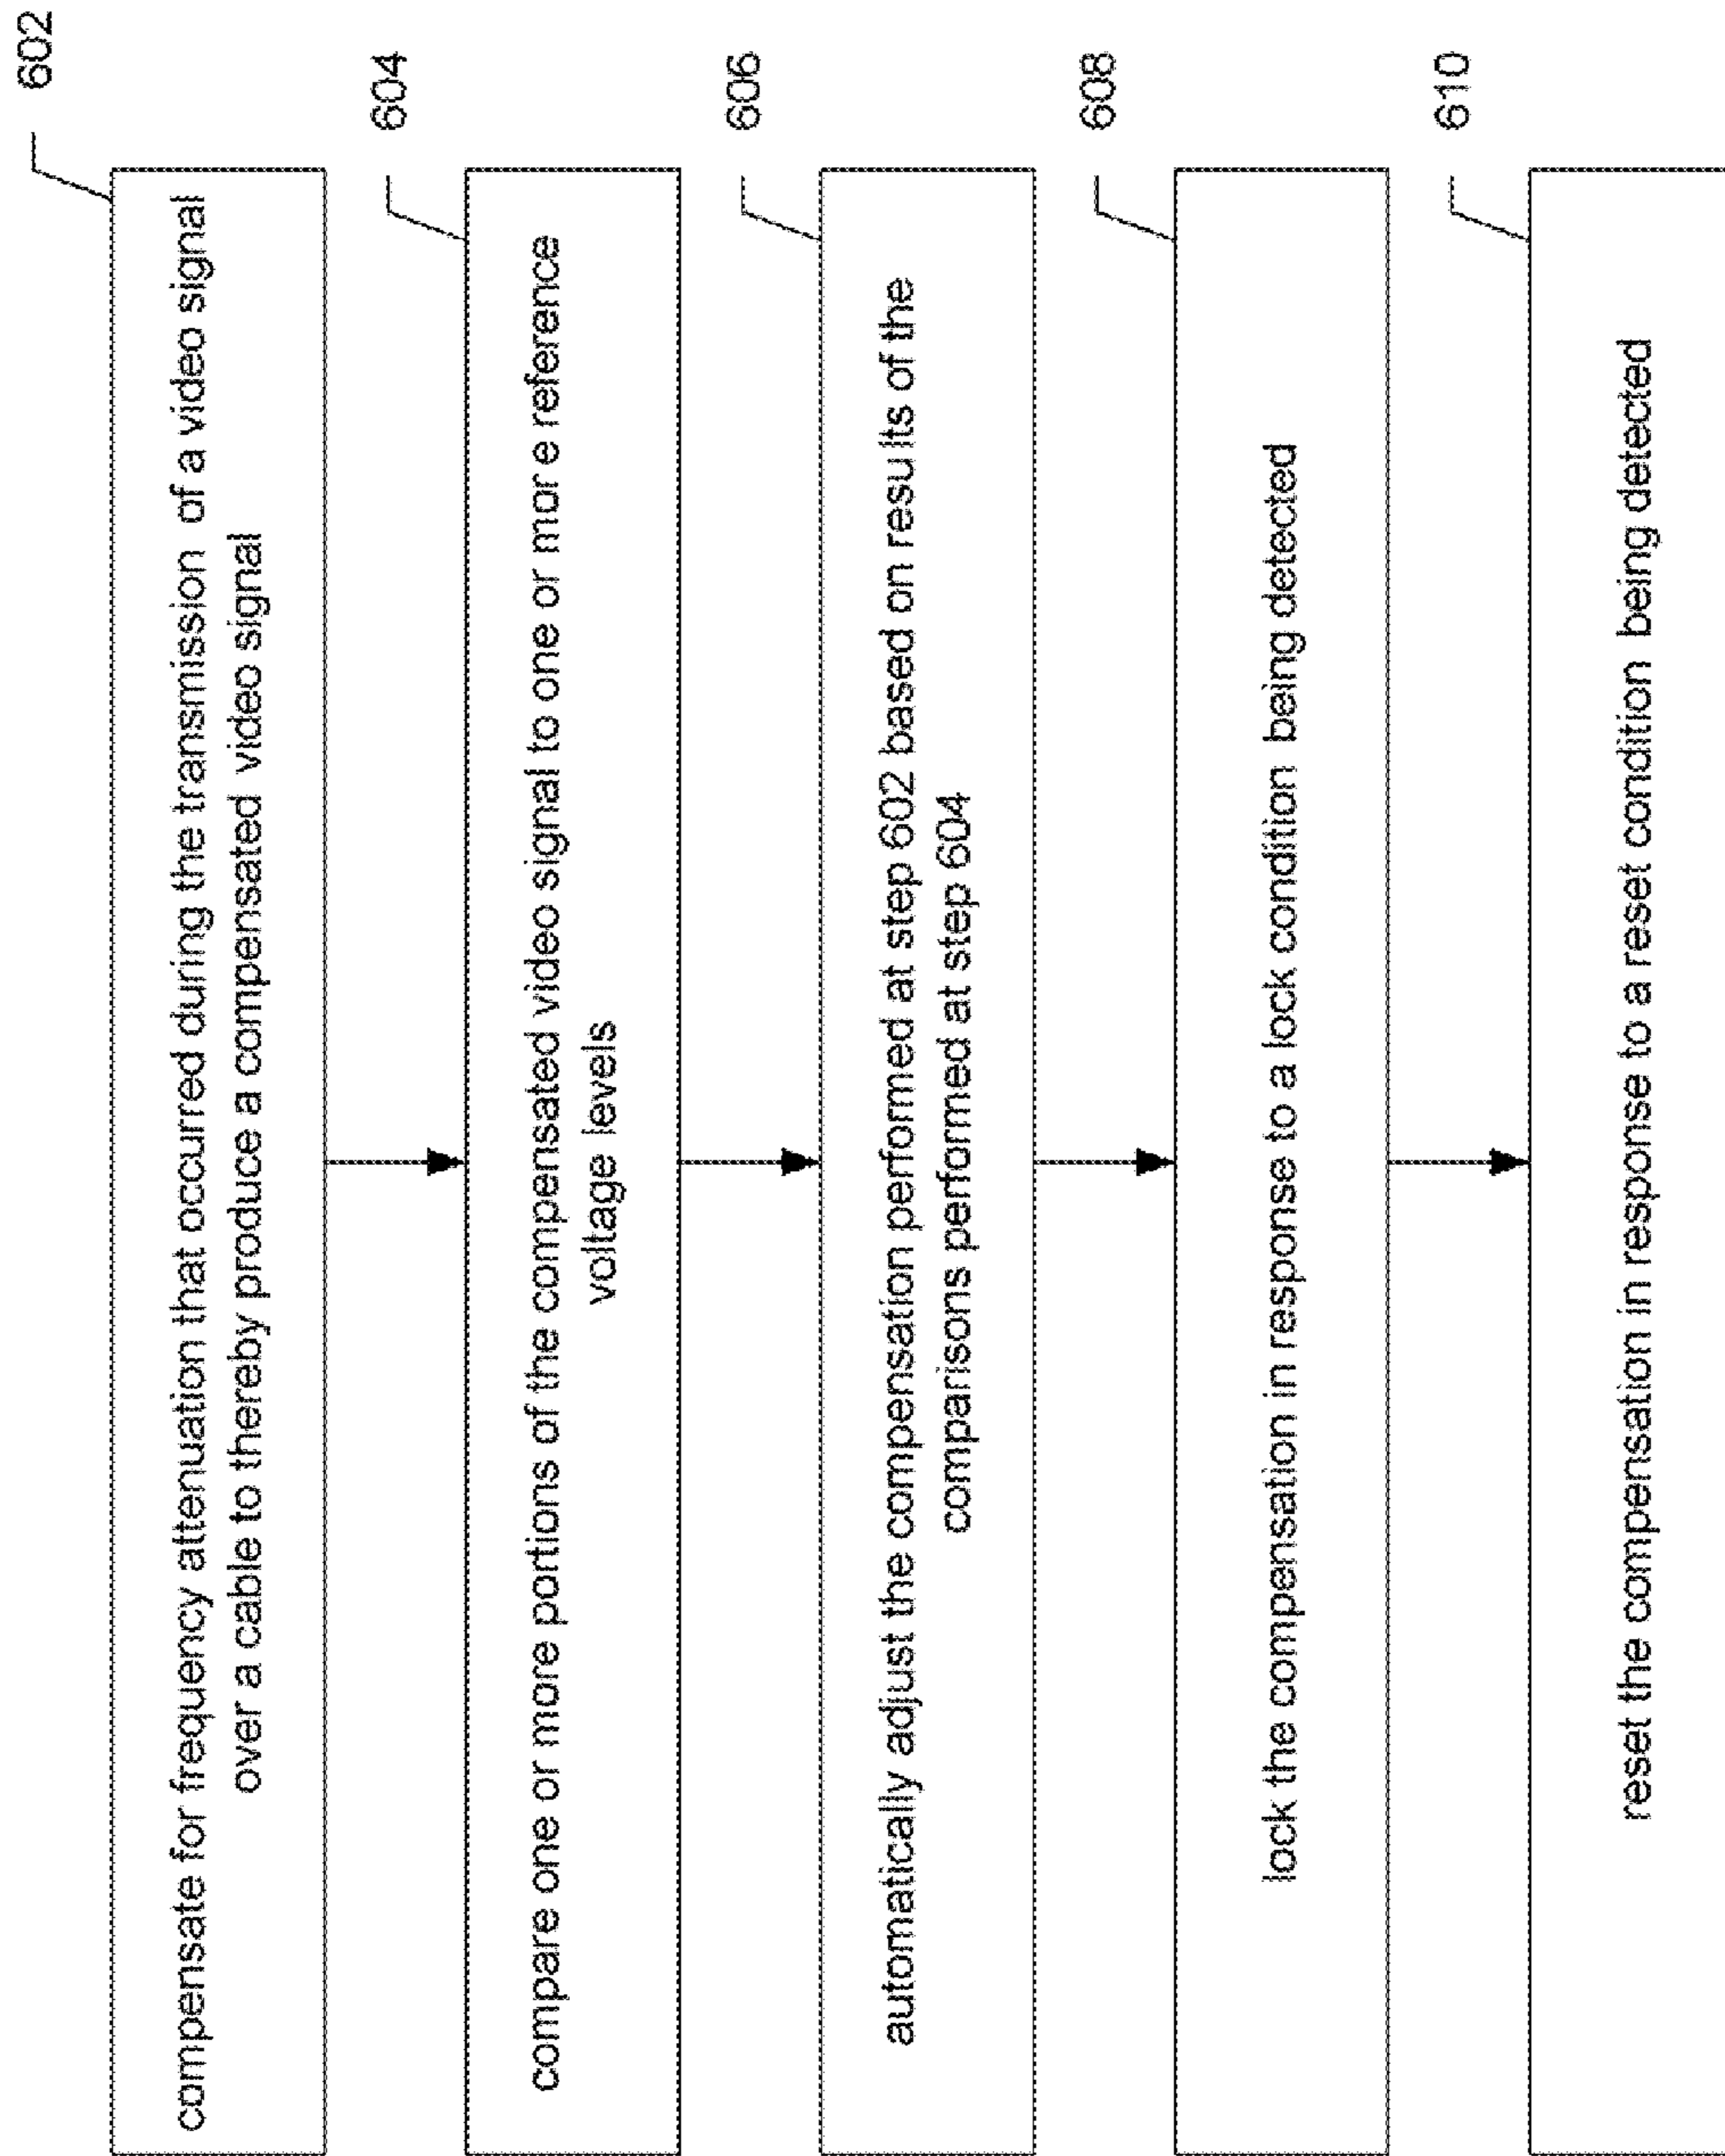 602
compensate for frequency attenuation that occurred during the transmission of a video signal
over a cable to thereby produce a compensated video signal
604
compare one or more portions of the compensated video signal to one or more reference
voltage levels
606
automatically adjust the compensation performed at step 602 based on results of the
comparisons performed at step 604
608
lock the compensation in response to a lock condition being detected
610
reset the compensation in response to a reset condition being detected